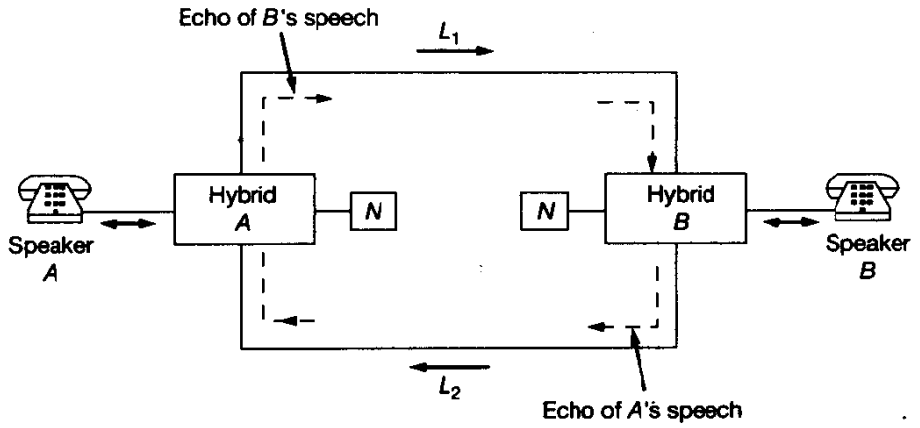 Echo of B's speech
L1
Hybrid
A
N
N
Hybrid
B
Speaker
A
Speaker
B
L2
Echo of A's speech